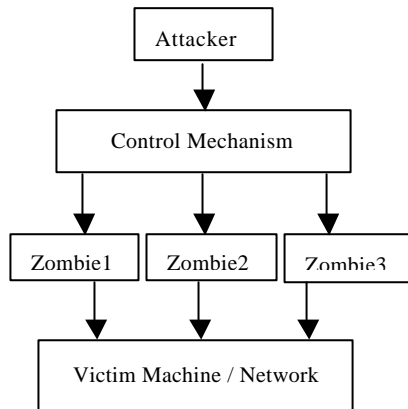 Attacker
Control Mechanism
Zombie1 Zombie2 Zombie3
Victim Machine / Network